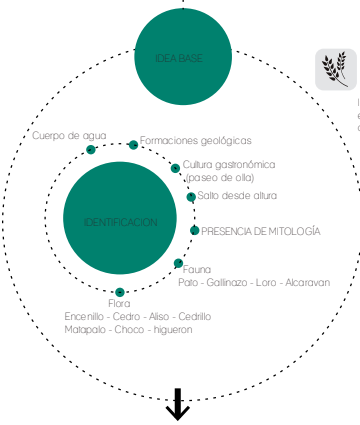 IDEA BASE
Cuerpo de agua
Formaciones geológicas
Cultura gastronómica
(paseo de olla)
Salto desde altura
IDENTIFICACION
PRESENCIA DE MITOLOGÍA
Fauna
Pato - Gallinazo - Loro - Alcaravan
Flora
Encenillo - Cedro - Aliso - Cedrillo
Matapalo - Choco - higueron